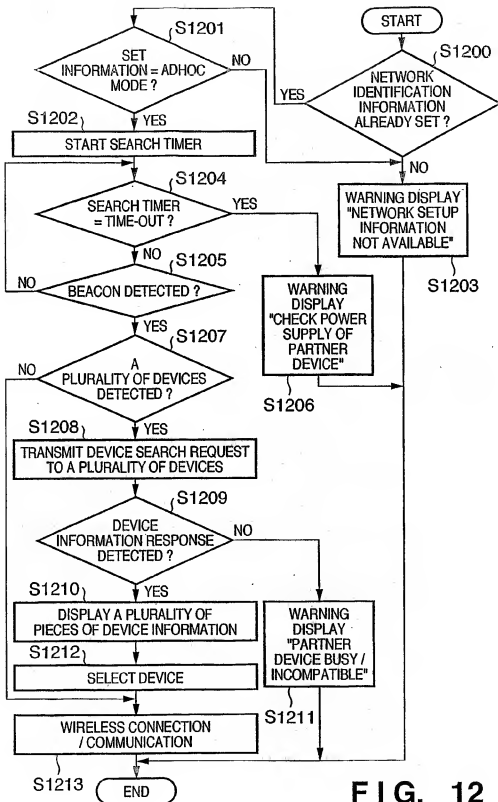 START
S1200
NETWORK
IDENTIFICATION
INFORMATION
ALREADY SET ?
YES
NO
S1201
SET
INFORMATION = ADHOC
MODE ?
NO
YES
S1202
START SEARCH TIMER
WARNING DISPLAY
"NETWORK SETUP
INFORMATION
NOT AVAILABLE"
S1203
S1204
SEARCH TIMER
= TIME-OUT ?
YES
NO
S1205
BEACON DETECTED ?
NO
YES
WARNING
DISPLAY
"CHECK POWER
SUPPLY OF
PARTNER
DEVICE"
S1206
S1207
A
PLURALITY OF DEVICES
DETECTED ?
NO
YES
S1208
TRANSMIT DEVICE SEARCH REQUEST
TO A PLURALITY OF DEVICES
S1209
DEVICE
INFORMATION RESPONSE
DETECTED ?
NO
YES
S1210
DISPLAY A PLURALITY OF
PIECES OF DEVICE INFORMATION
WARNING
DISPLAY
"PARTNER
DEVICE BUSY /
INCOMPATIBLE"
S1211
S1212
SELECT DEVICE
WIRELESS CONNECTION
/ COMMUNICATION
S1213
END
FIG. 12